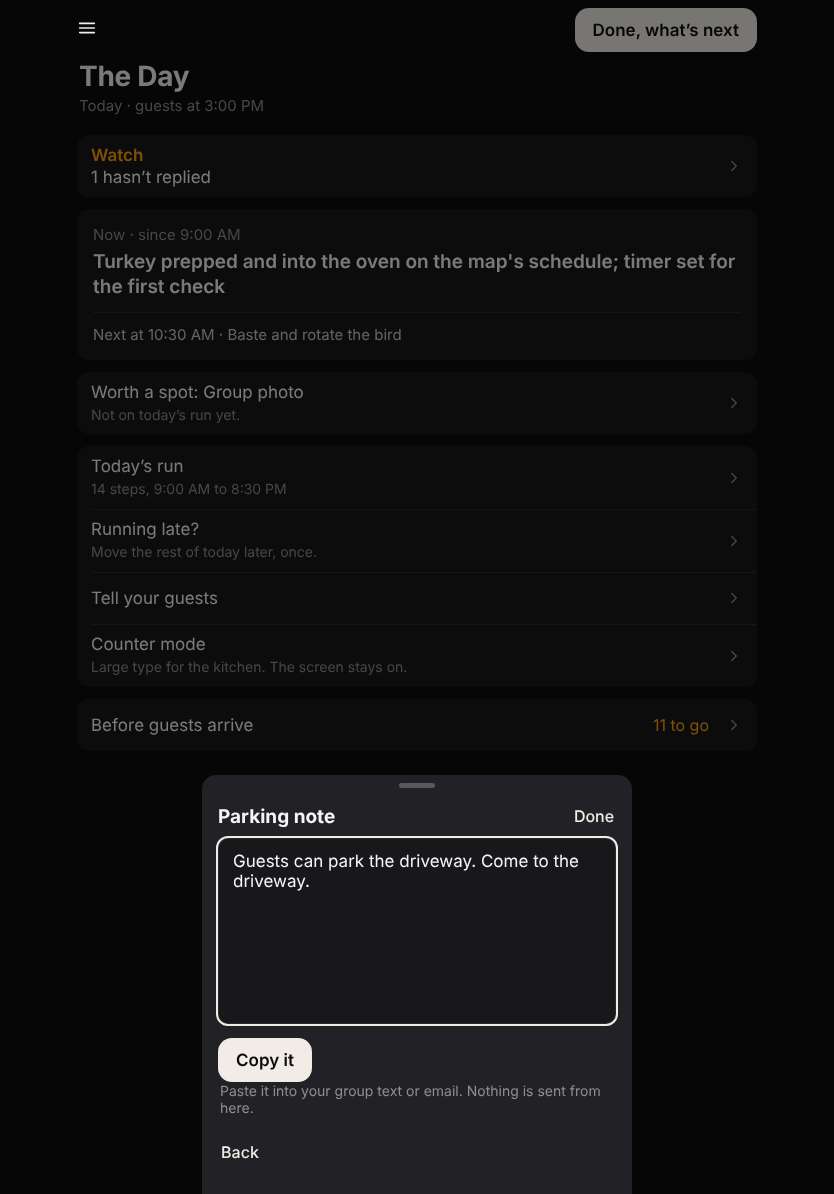 Done, what’s next
The Day
Today · guests at 3:00 PM
Watch
1 hasn’t replied
Now · since 9:00 AM
Turkey prepped and into the oven on the map's schedule; timer set for
the first check
Next at 10:30 AM · Baste and rotate the bird
Worth a spot: Group photo
Not on today’s run yet.
Today’s run
14 steps, 9:00 AM to 8:30 PM
Running late?
Move the rest of today later, once.
Tell your guests
Counter mode
Large type for the kitchen. The screen stays on.
Before guests arrive
11 to go
Parking note
Done
Guests can park the driveway. Come to the
driveway.
Copy it
Paste it into your group text or email. Nothing is sent from
here.
Back